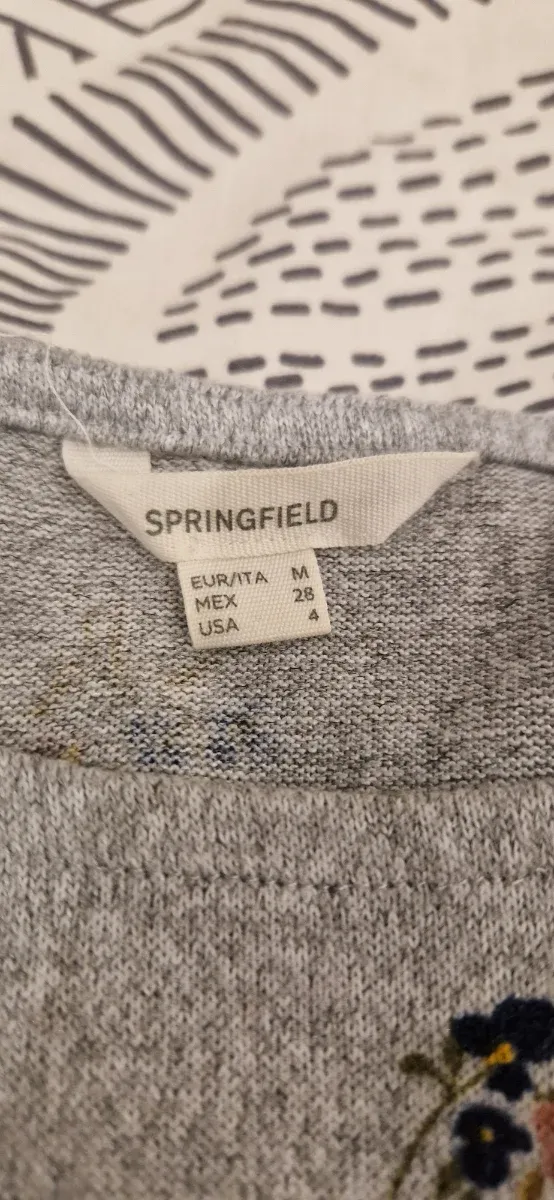 SPRINGFIELD
EUR/ITA M
MEX 28
USA 4